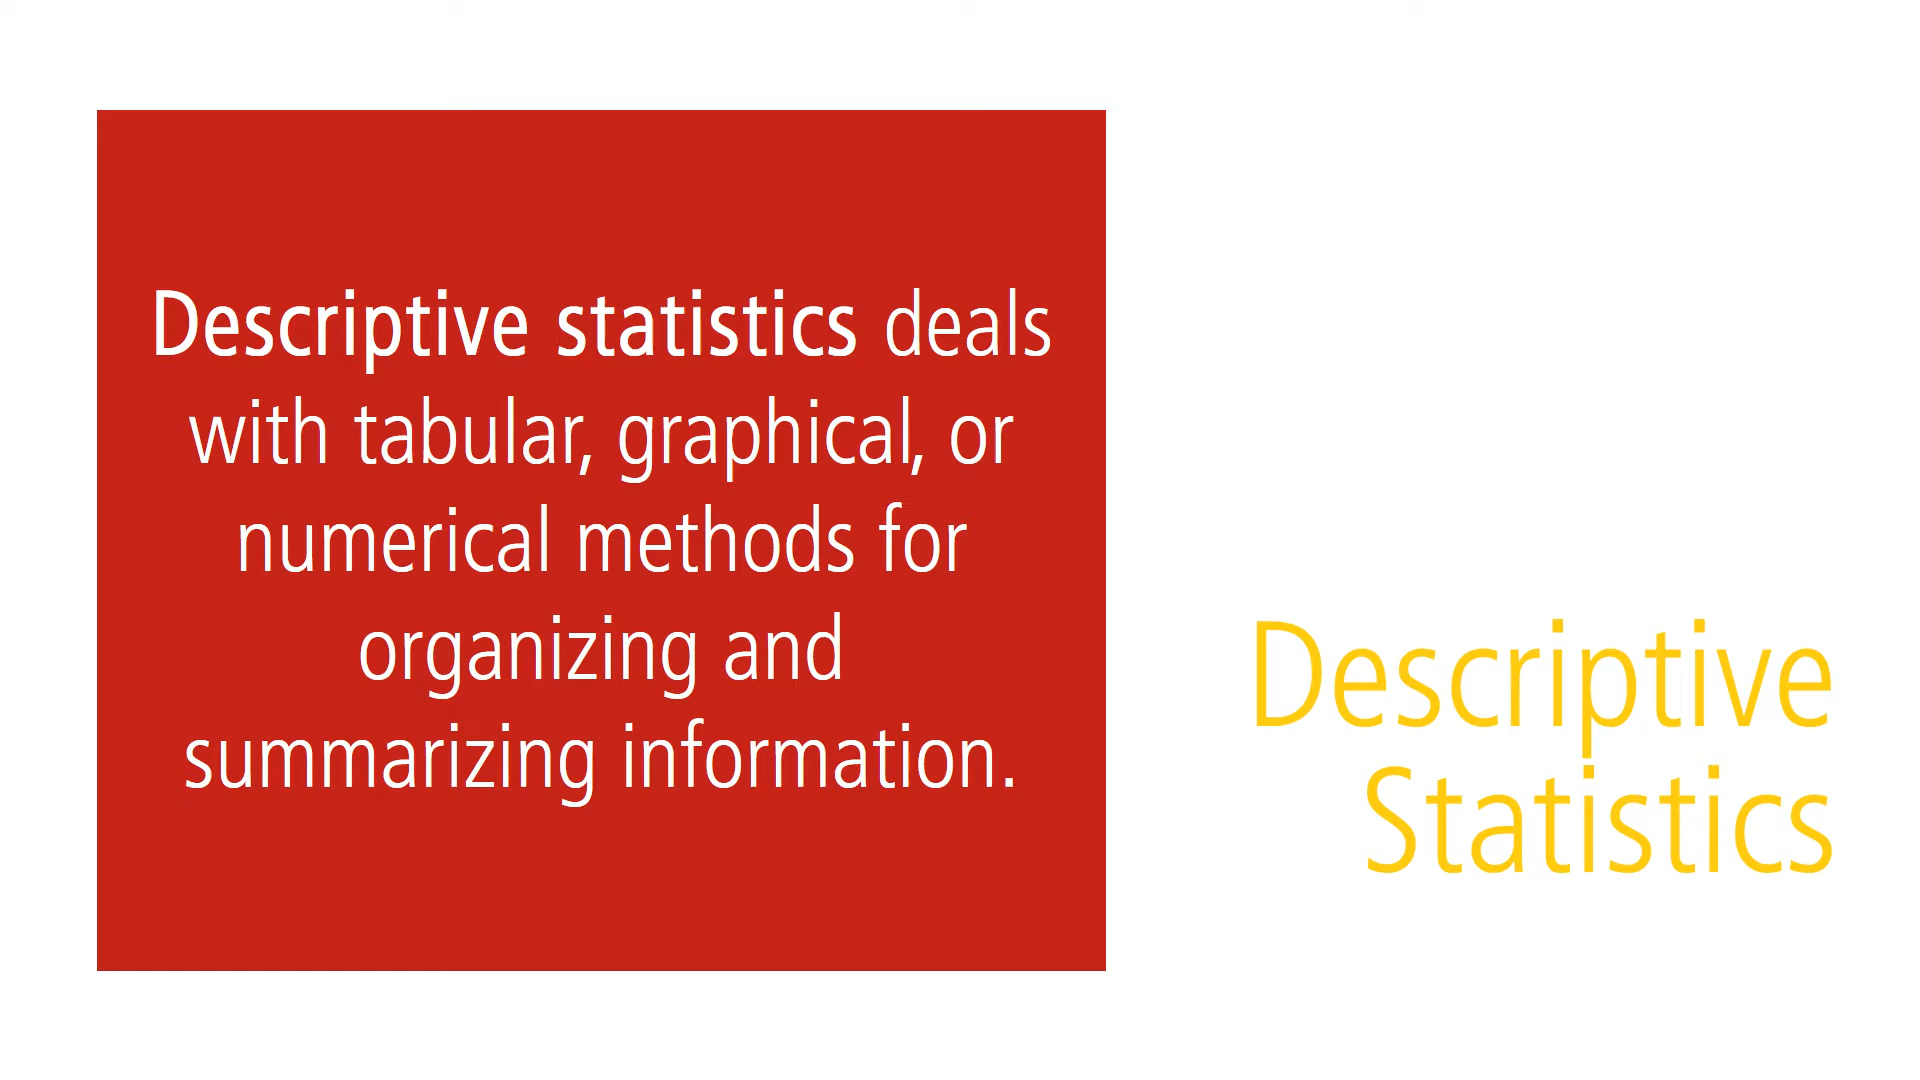 Descriptive statistics deals
with tabular, graphical, or
numerical methods for
organizing and
summarizing information.
Descriptive
Statistics